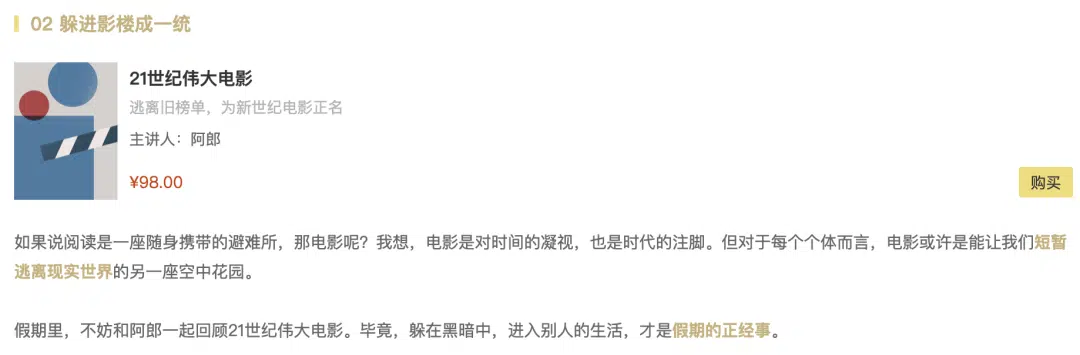 02 躲进影楼成一统
21世纪伟大电影
逃离旧榜单，为新世纪电影正名
主讲人：阿郎
¥98.00
购买
如果说阅读是一座随身携带的避难所，那电影呢？我想，电影是对时间的凝视，也是时代的注脚。但对于每个个体而言，电影或许是能让我们短暂
逃离现实世界的另一座空中花园。
假期里，不妨和阿郎一起回顾21世纪伟大电影。毕竟，躲在黑暗中，进入别人的生活，才是假期的正经事。